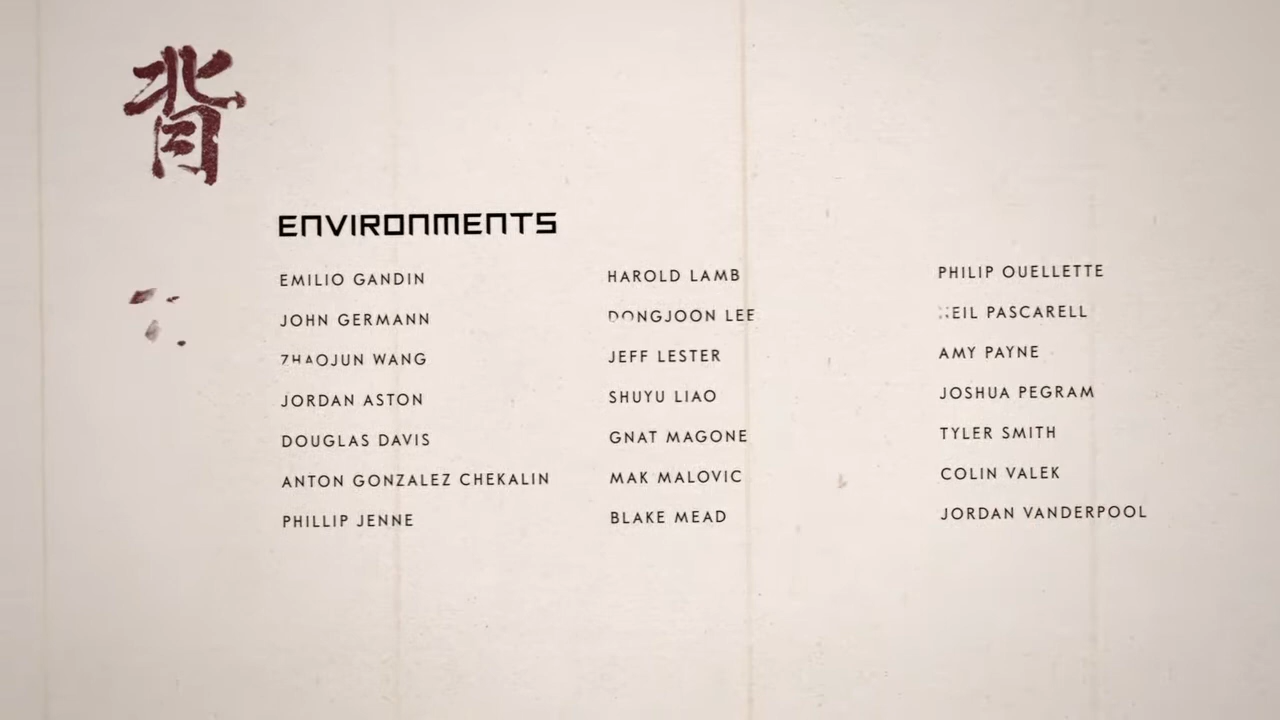 背
ENVIRONMENTS
EMILIO GANDIN
JOHN GERMANN
ZHAOJUN WANG
JORDAN ASTON
DOUGLAS DAVIS
ANTON GONZALEZ CHEKALIN
PHILLIP JENNE
HAROLD LAMB
DONGJOON LEE
JEFF LESTER
SHUYU LIAO
GNAT MAGONE
MAK MALOVIC
BLAKE MEAD
PHILIP OUELLETTE
NEIL PASCARELL
AMY PAYNE
JOSHUA PEGRAM
TYLER SMITH
COLIN VALEK
JORDAN VANDERPOOL